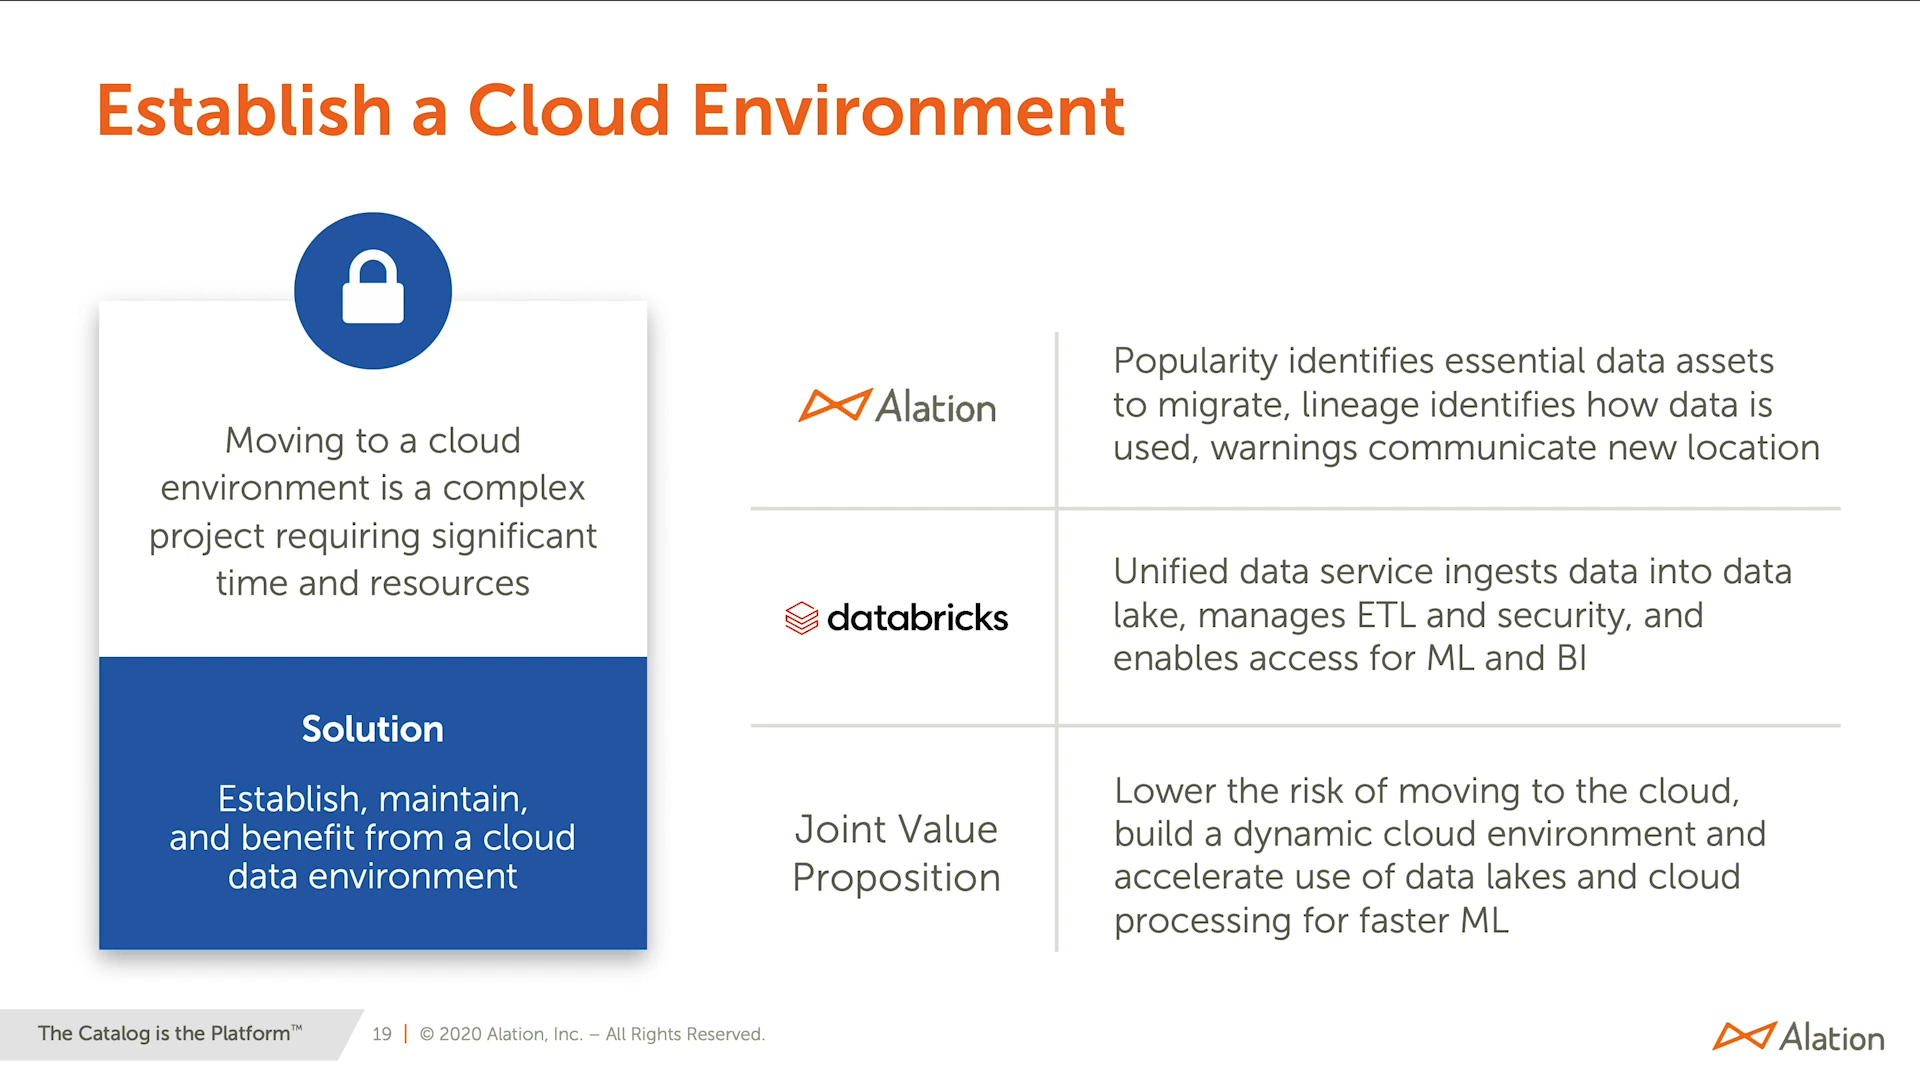 Establish a Cloud Environment
Moving to a cloud
environment is a complex
project requiring significant
time and resources
Solution
Establish, maintain,
and benefit from a cloud
data environment
Alation
Popularity identifies essential data assets
to migrate, lineage identifies how data is
used, warnings communicate new location
databricks
Unified data service ingests data into data
lake, manages ETL and security, and
enables access for ML and BI
Joint Value
Proposition
Lower the risk of moving to the cloud,
build a dynamic cloud environment and
accelerate use of data lakes and cloud
processing for faster ML
The Catalog is the Platform™
19 | © 2020 Alation, Inc. – All Rights Reserved.
Alation